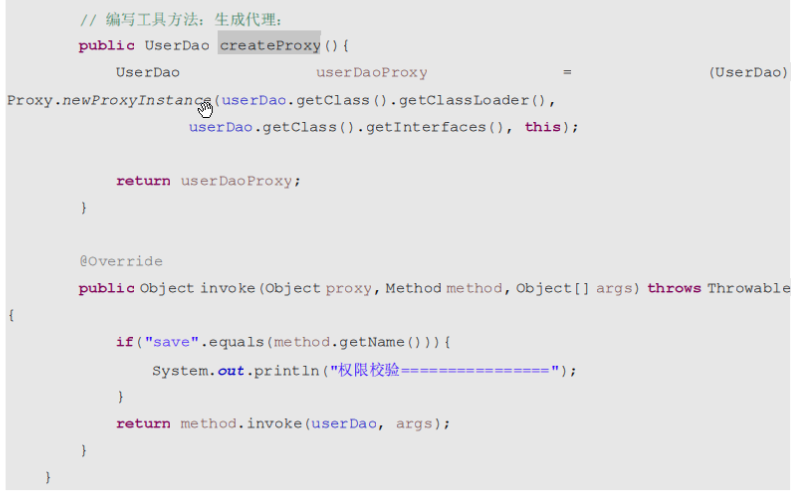 // 编写工具方法：生成代理：
public UserDao createProxy(){
UserDao userDaoProxy = (UserDao)
Proxy.newProxyInstance(userDao.getClass().getClassLoader(),
userDao.getClass().getInterfaces(), this);
return userDaoProxy;
}
@Override
public Object invoke(Object proxy, Method method, Object[] args) throws Throwable
{
if("save".equals(method.getName())){
System.out.println("权限校验================");
}
return method.invoke(userDao, args);
}
}